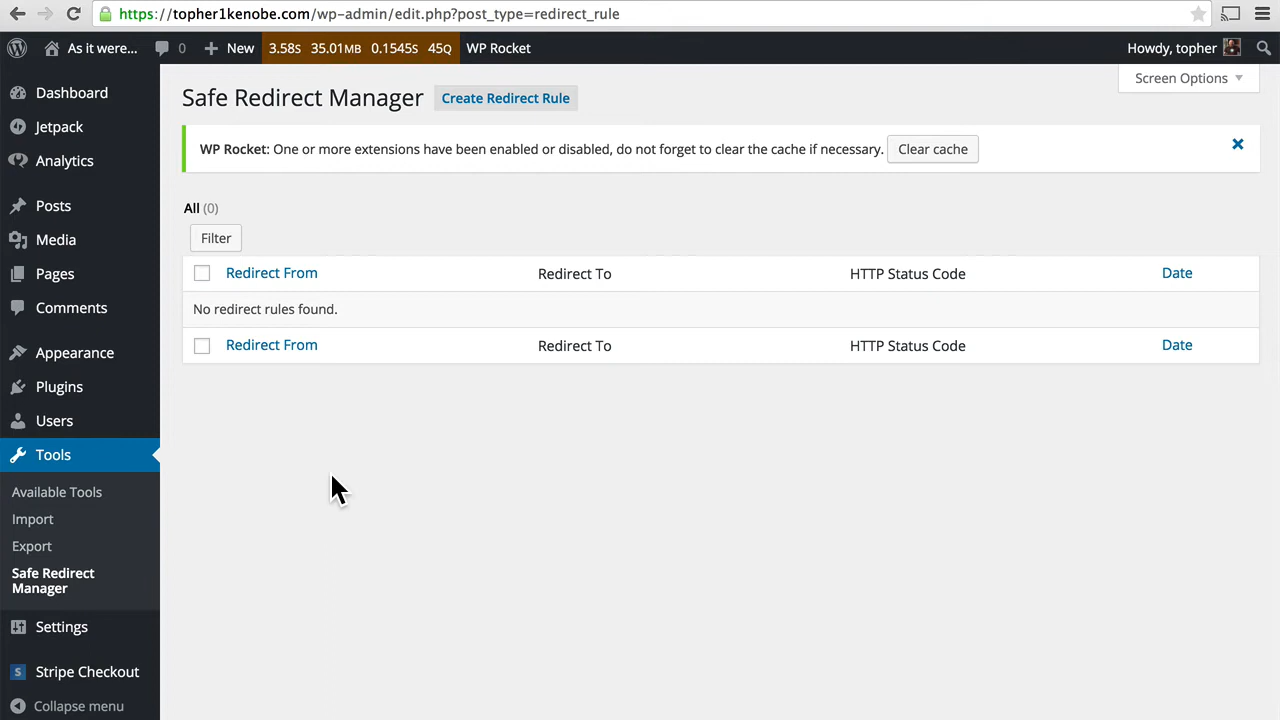 https://topher1kenobe.com/wp-admin/edit.php?post_type=redirect_rule
As it were... 0 New 3.58S 35.01MB 0.1545S 45Q WP Rocket Howdy, topher
Screen Options
Dashboard
Jetpack
Analytics
Posts
Media
Pages
Comments
Appearance
Plugins
Users
Tools
Available Tools
Import
Export
Safe Redirect
Manager
Settings
S Stripe Checkout
Collapse menu
Safe Redirect Manager Create Redirect Rule
WP Rocket: One or more extensions have been enabled or disabled, do not forget to clear the cache if necessary. Clear cache
All (0)
Filter
Redirect From Redirect To HTTP Status Code Date
No redirect rules found.
Redirect From Redirect To HTTP Status Code Date